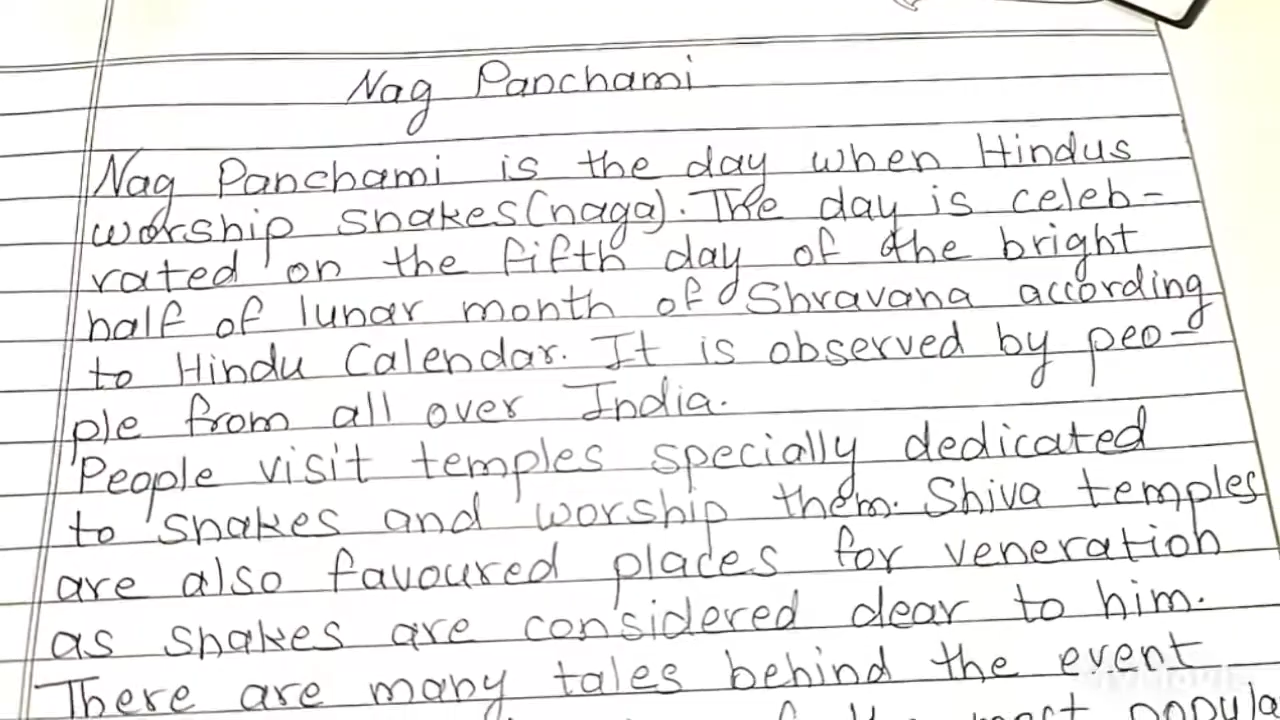 Nag Panchami
Nag Panchami is the day when Hindus
worship snakes(naga). The day is celeb-
rated on the fifth day of the bright
half of lunar month of Shravana according
to Hindu Calendar. It is observed by peo-
ple from all over India.
People visit temples specially dedicated
to snakes and worship them. Shiva temples
are also favoured places for veneration
as snakes are considered dear to him.
There are many tales behind the event